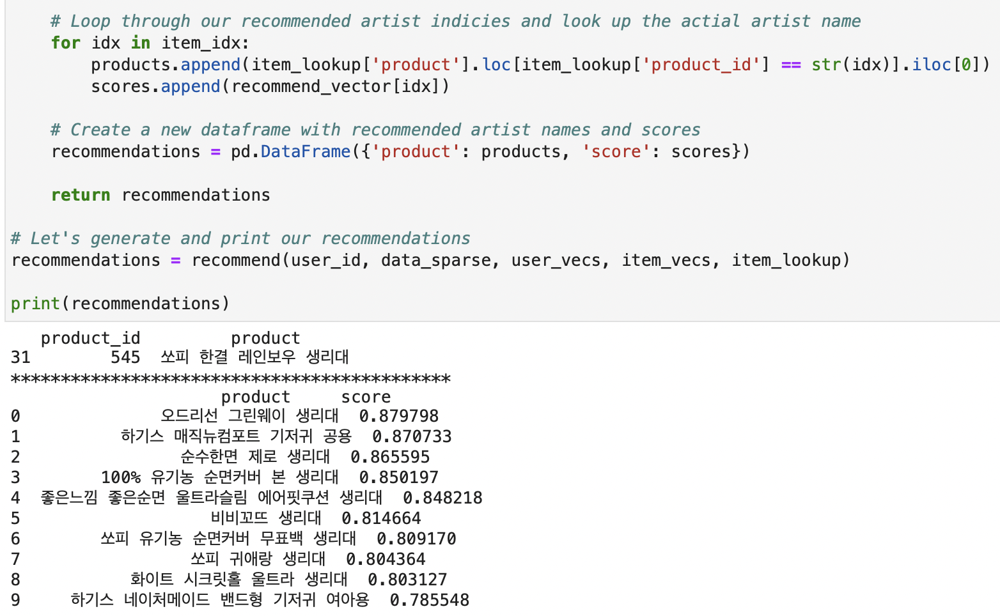 # Loop through our recommended artist indicies and look up the actial artist name
for idx in item_idx:
products.append(item_lookup['product'].loc[item_lookup['product_id'] == str(idx)].iloc[0])
scores.append(recommend_vector[idx])
# Create a new dataframe with recommended artist names and scores
recommendations = pd.DataFrame({'product': products, 'score': scores})
return recommendations
# Let's generate and print our recommendations
recommendations = recommend(user_id, data_sparse, user_vecs, item_vecs, item_lookup)
print(recommendations)
product_id product
31 545 쏘피 한결 레인보우 생리대
********************************************
product score
0 오드리선 그린웨이 생리대 0.879798
1 하기스 매직뉴컴포트 기저귀 공용 0.870733
2 순수한면 제로 생리대 0.865595
3 100% 유기농 순면커버 본 생리대 0.850197
4 좋은느낌 좋은순면 울트라슬림 에어핏쿠션 생리대 0.848218
5 비비꼬뜨 생리대 0.814664
6 쏘피 유기농 순면커버 무표백 생리대 0.809170
7 쏘피 귀애랑 생리대 0.804364
8 화이트 시크릿홀 울트라 생리대 0.803127
9 하기스 네이처메이드 밴드형 기저귀 여아용 0.785548